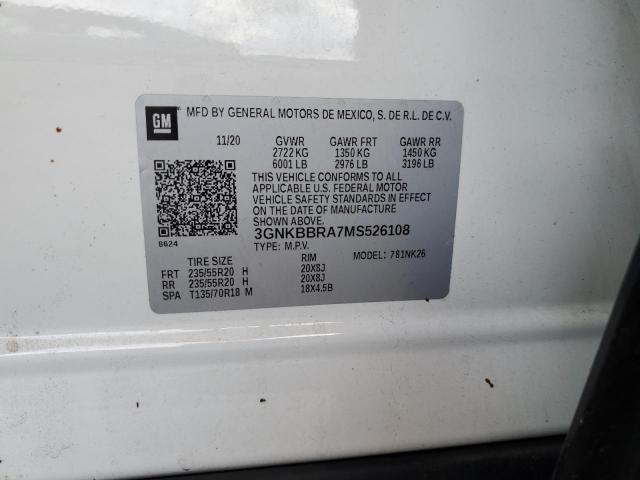 GM
MFD BY GENERAL MOTORS DE MEXICO, S. DE R.L. DE C.V.
11/20 GVWR GAWR FRT GAWR RR
2722 KG 1350 KG 1450 KG
6001 LB 2976 LB 3196 LB
THIS VEHICLE CONFORMS TO ALL
APPLICABLE U.S. FEDERAL MOTOR
VEHICLE SAFETY STANDARDS IN EFFECT
ON THE DATE OF MANUFACTURE
SHOWN ABOVE.
3GNKBBRA7MS526108
8624
TYPE: M.P.V. MODEL: 781NK26
TIRE SIZE RIM
FRT 235/55R20 H 20X8J
RR 235/55R20 H 20X8J
SPA T135/70R18 M 18X4.5B